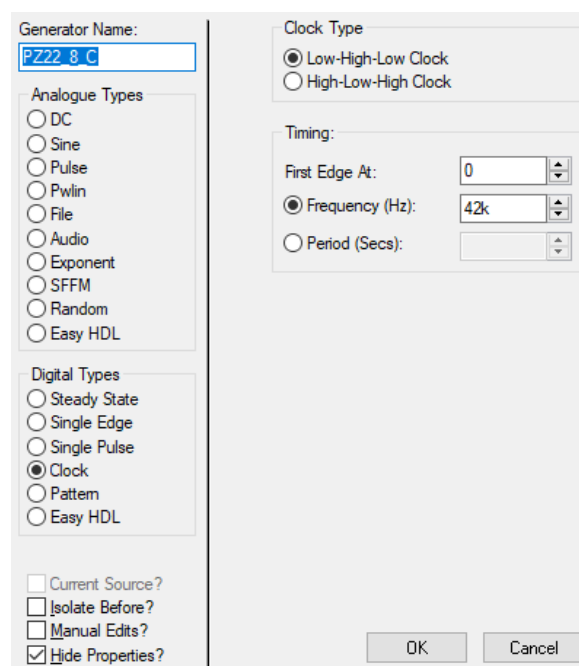 Generator Name:
PZ22_8_C
Analogue Types
DC
Sine
Pulse
Pwlin
File
Audio
Exponent
SFFM
Random
Easy HDL
Digital Types
Steady State
Single Edge
Single Pulse
Clock
Pattern
Easy HDL
Current Source?
Isolate Before?
Manual Edits?
Hide Properties?
Clock Type
Low-High-Low Clock
High-Low-High Clock
Timing:
First Edge At: 0
Frequency (Hz): 42k
Period (Secs):
OK Cancel